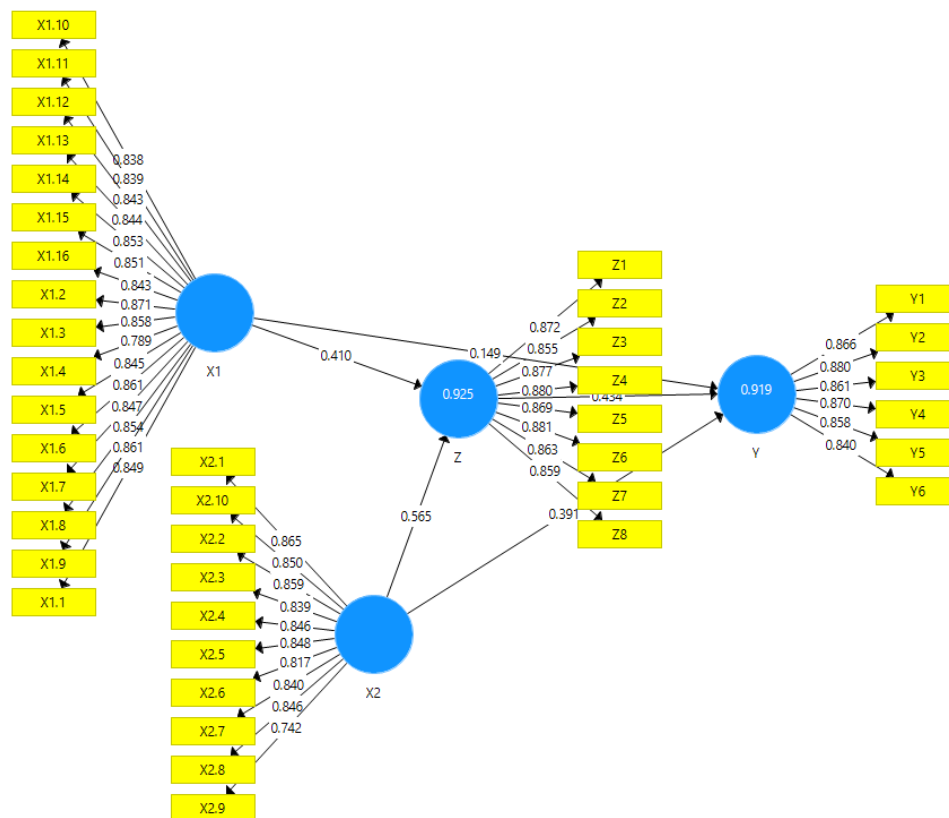 X1.10
X1.11
X1.12
X1.13
X1.14
X1.15
X1.16
X1.2
X1.3
X1.4
X1.5
X1.6
X1.7
X1.8
X1.9
X1.1
0.838
0.839
0.843
0.844
0.853
0.851
0.843
0.871
0.858
0.789
0.845
0.861
0.847
0.854
0.861
0.849
X1
0.410
0.149
X2.1
X2.10
X2.2
X2.3
X2.4
X2.5
X2.6
X2.7
X2.8
X2.9
0.865
0.850
0.859
0.839
0.846
0.848
0.817
0.840
0.846
0.742
X2
0.565
0.391
0.925
Z
0.872
0.855
0.877
0.880
0.869
0.881
0.863
0.859
Z1
Z2
Z3
Z4
Z5
Z6
Z7
Z8
0.434
0.919
Y
0.866
0.880
0.861
0.870
0.858
0.840
Y1
Y2
Y3
Y4
Y5
Y6